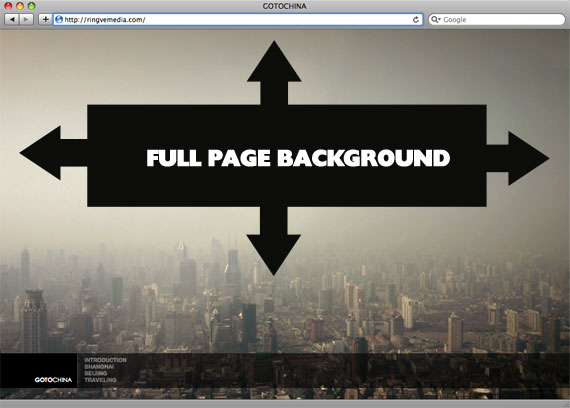 GOTOCHINA
http://ringvemedia.com/
Google
FULL PAGE BACKGROUND
GOTOCHINA
INTRODUCTION
SHANGHAI
BEIJING
TRAVELING